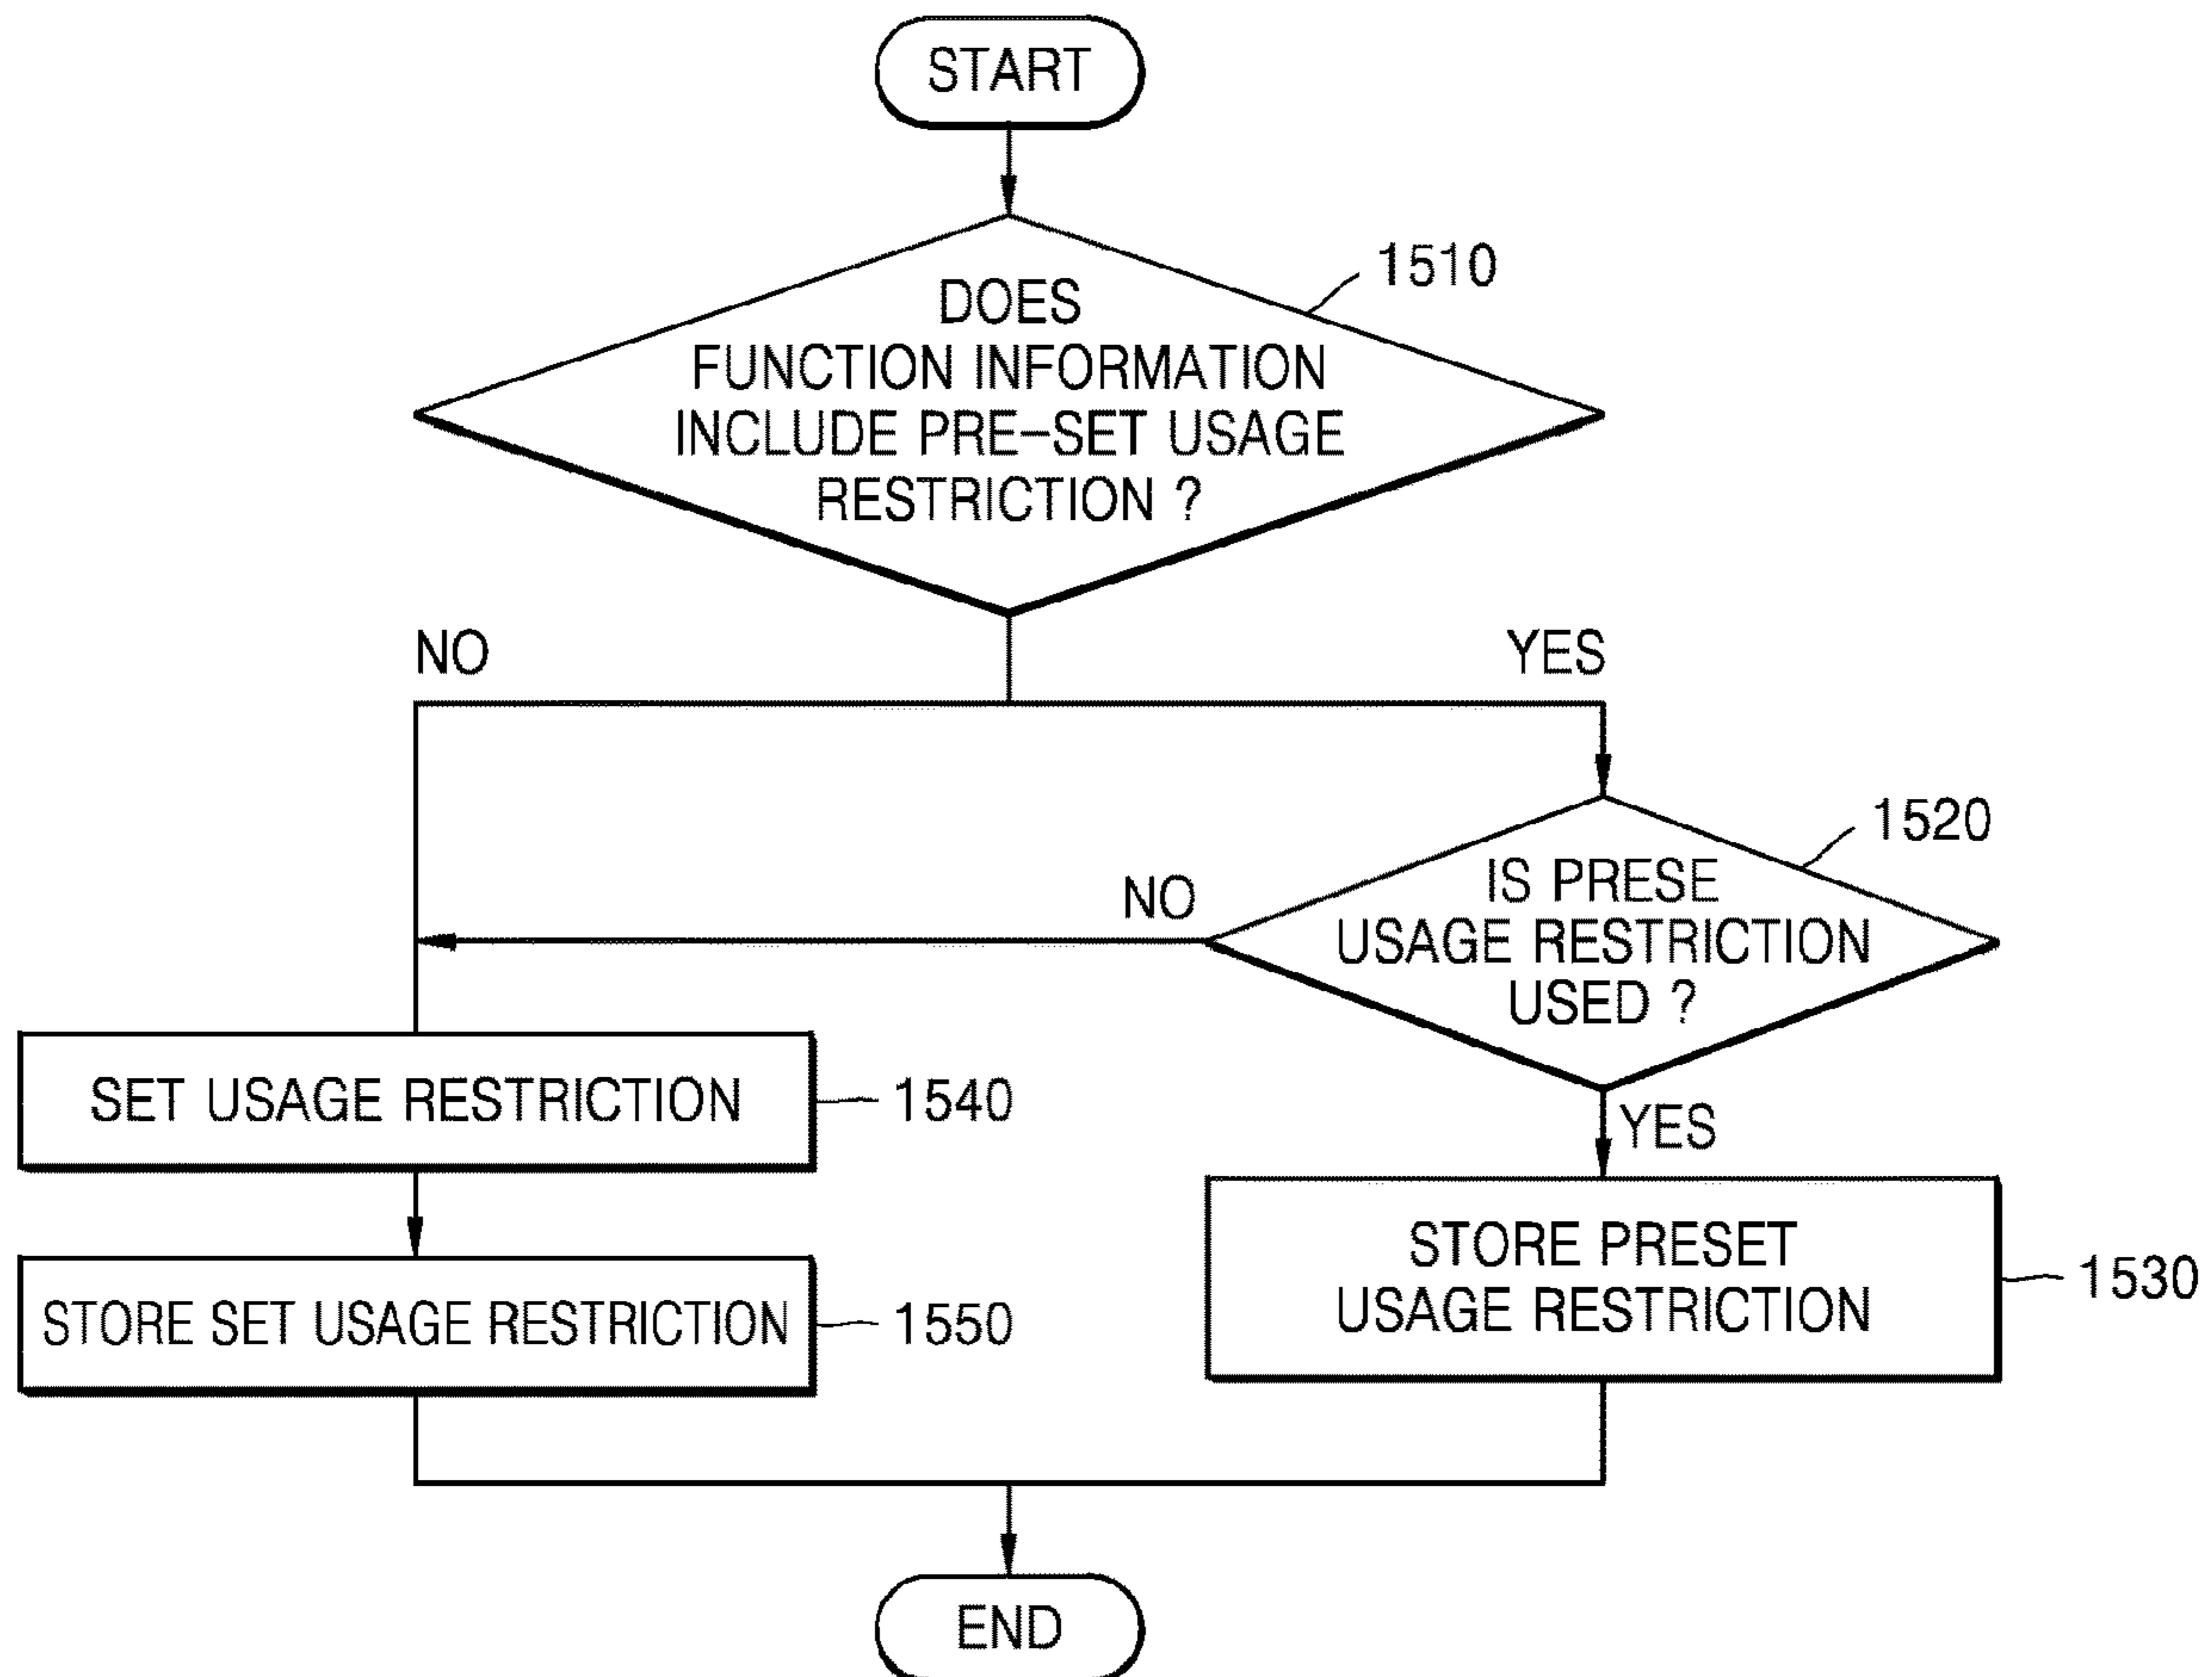 START
1510
DOES
FUNCTION INFORMATION
INCLUDE PRE-SET USAGE
RESTRICTION ?
NO
YES
1520
IS PRESE
USAGE RESTRICTION
USED ?
NO
YES
SET USAGE RESTRICTION
1540
STORE PRESET
USAGE RESTRICTION
1530
STORE SET USAGE RESTRICTION
1550
END